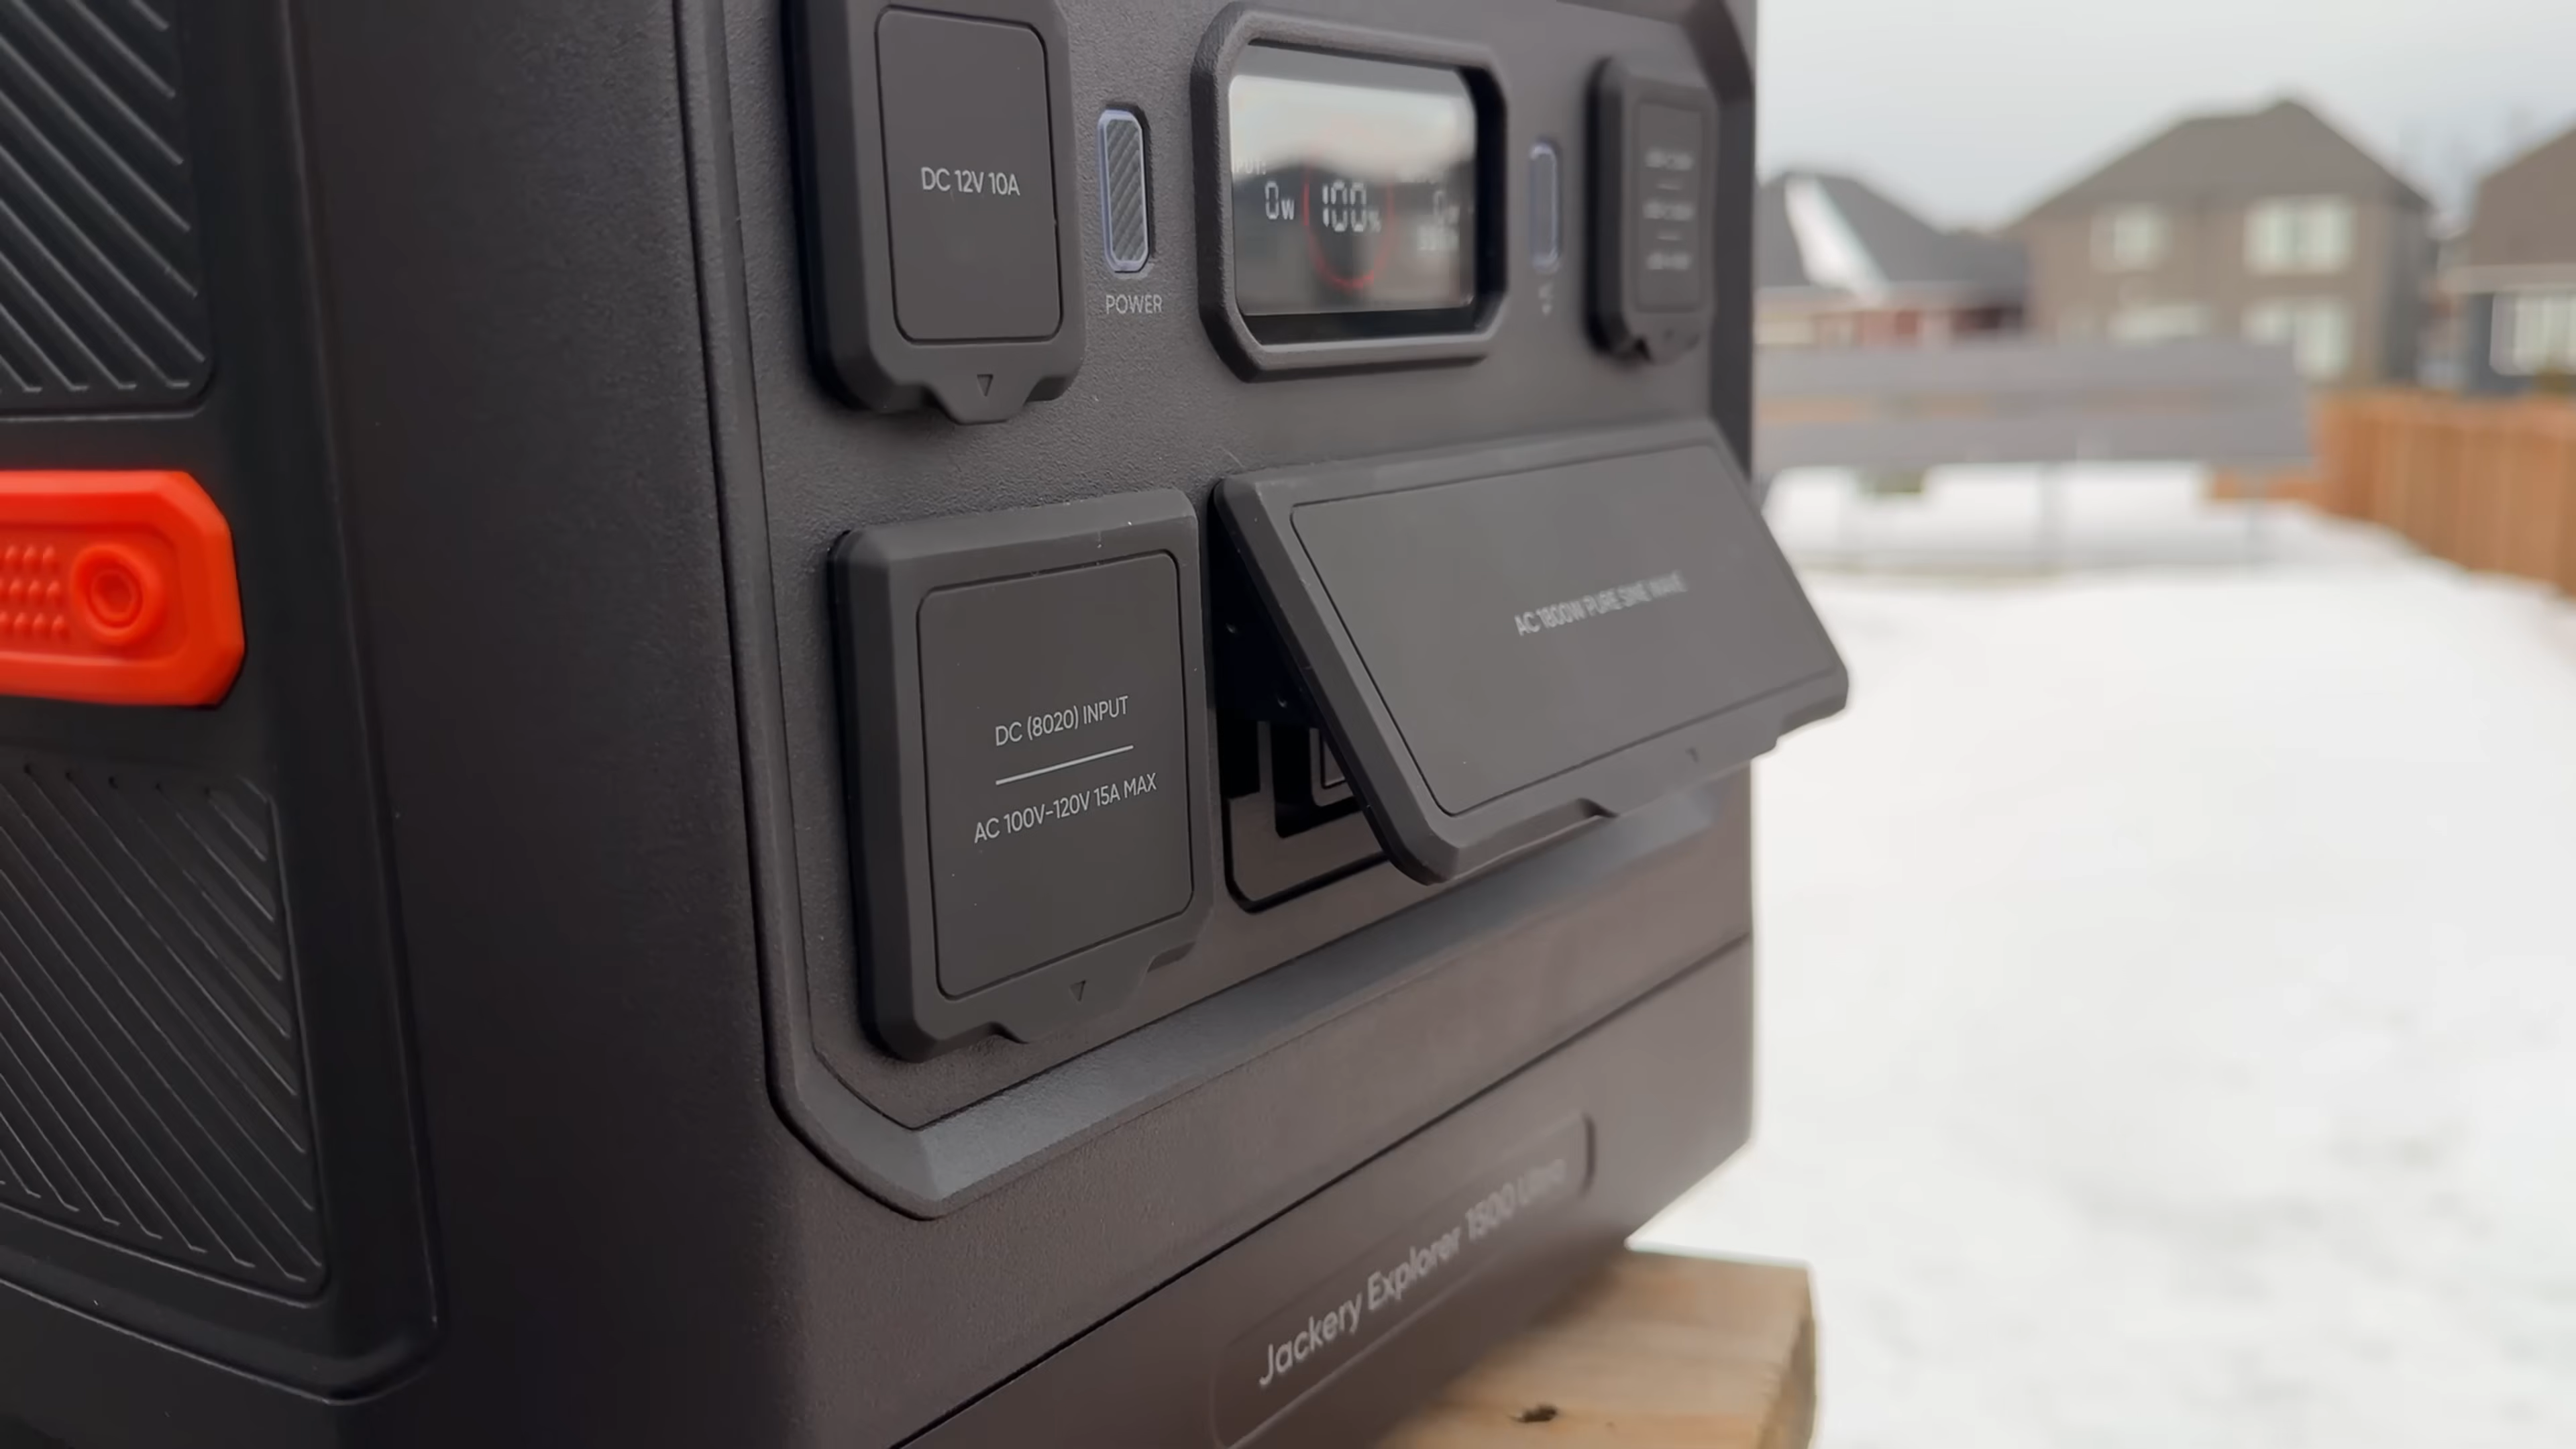 DC 12V 10A
POWER
0W
100%
DC (8020) INPUT
AC 100V-120V 15A MAX
AC 1800W PURE SINE WAVE
Jackery Explorer 1500 Ultra